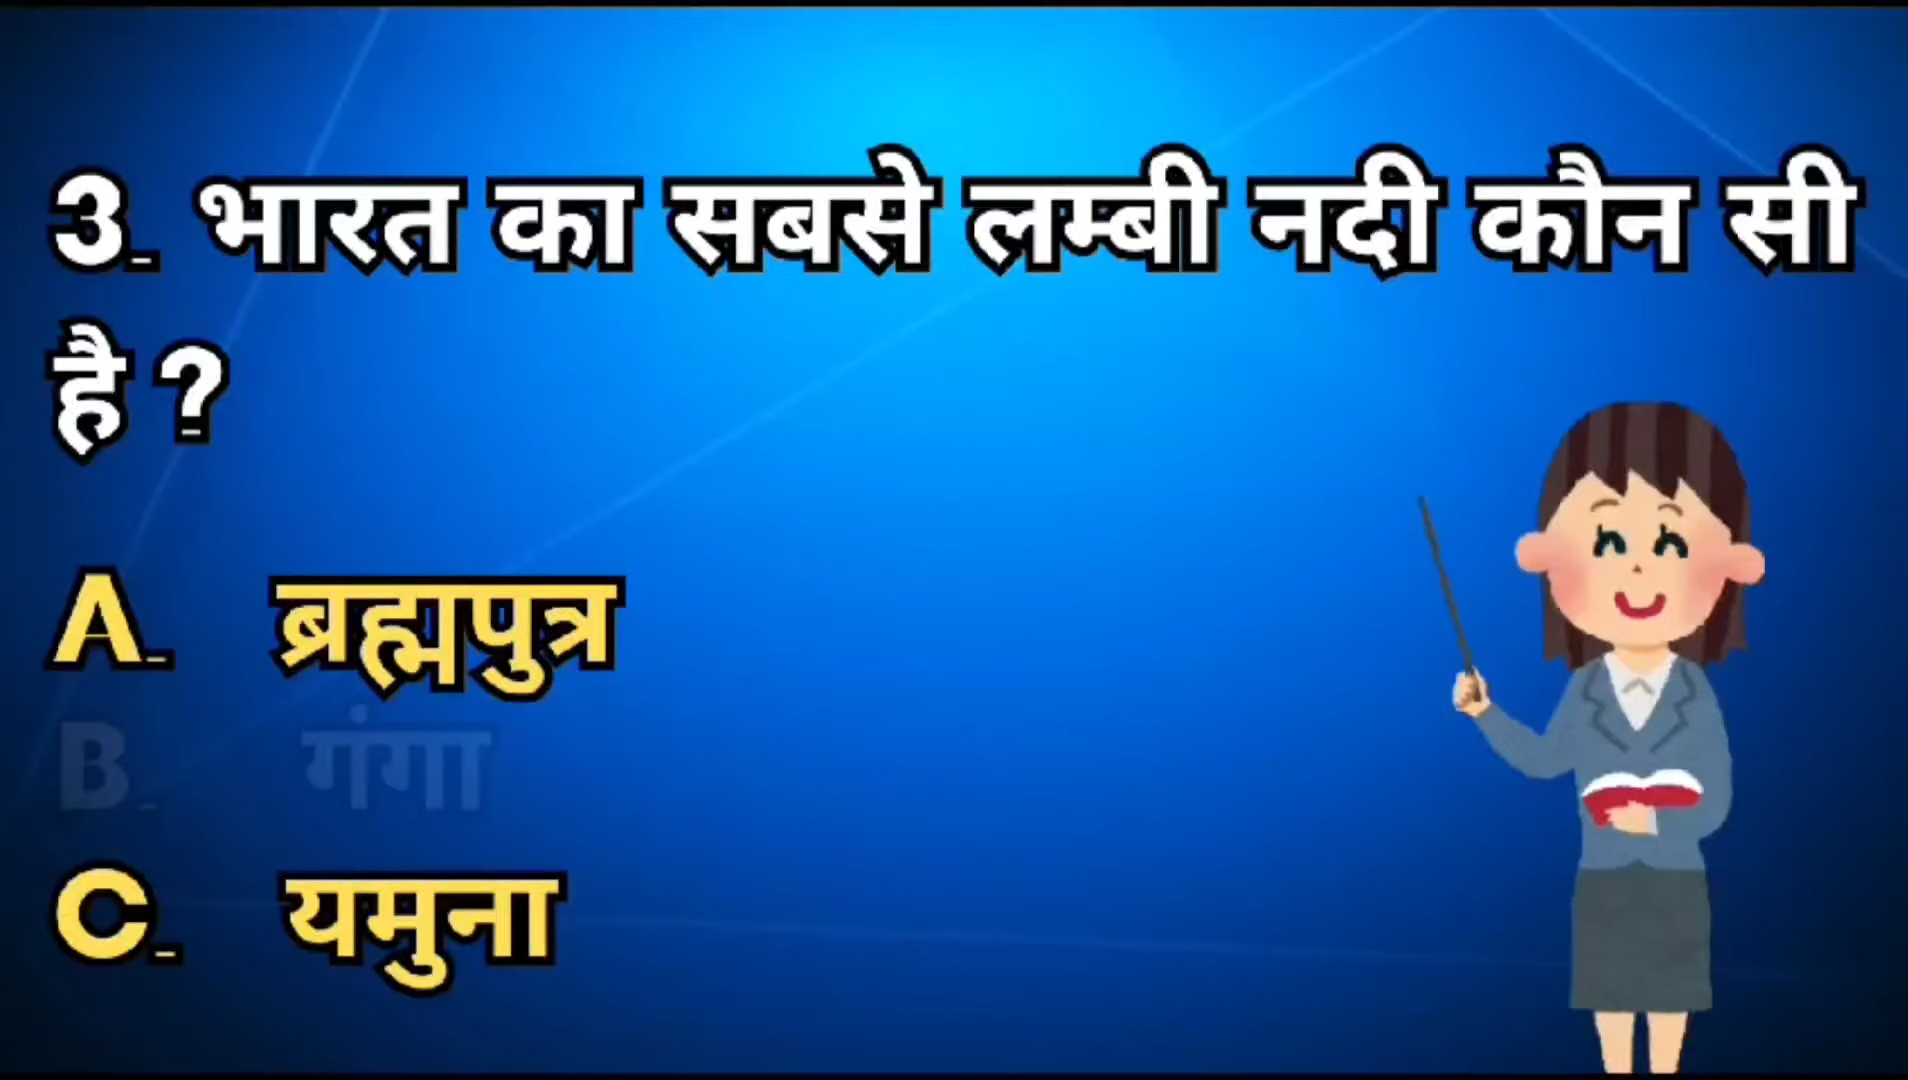 3. भारत का सबसे लम्बी नदी कौन सी
है ?
A. ब्रह्मपुत्र
B. गंगा
C. यमुना